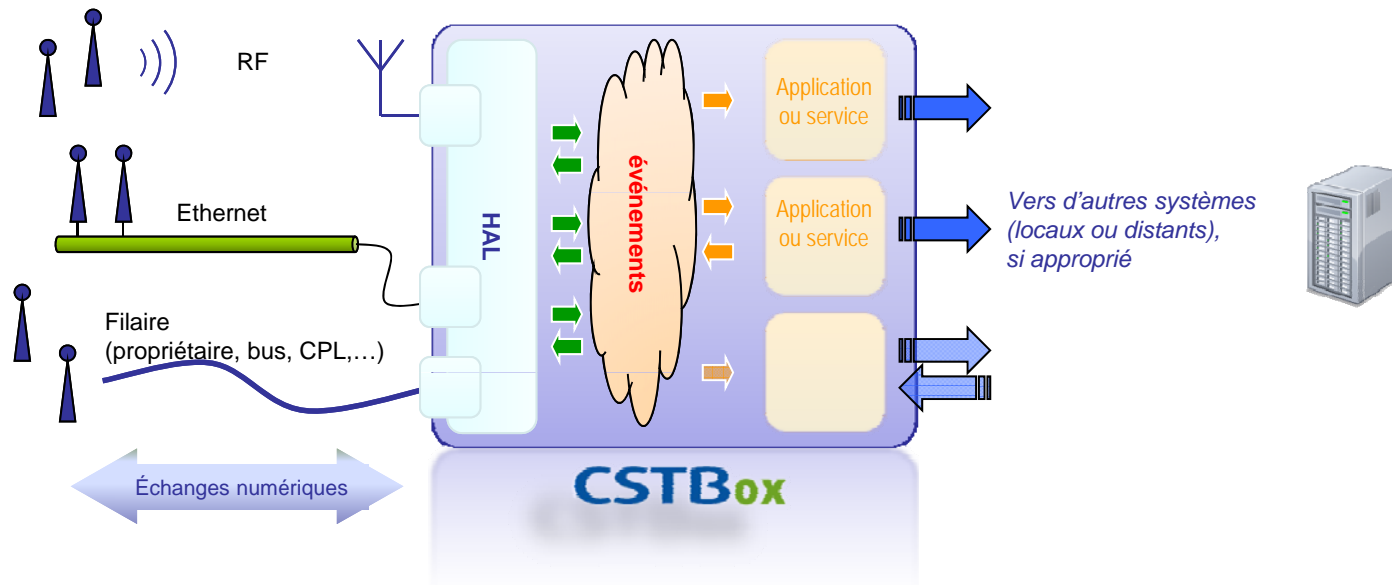 RF
Ethernet
Filaire
(propriétaire, bus, CPL,…)
Échanges numériques
HAL
événements
Application
ou service
Application
ou service
Vers d'autres systèmes
(locaux ou distants),
si approprié
CSTBox